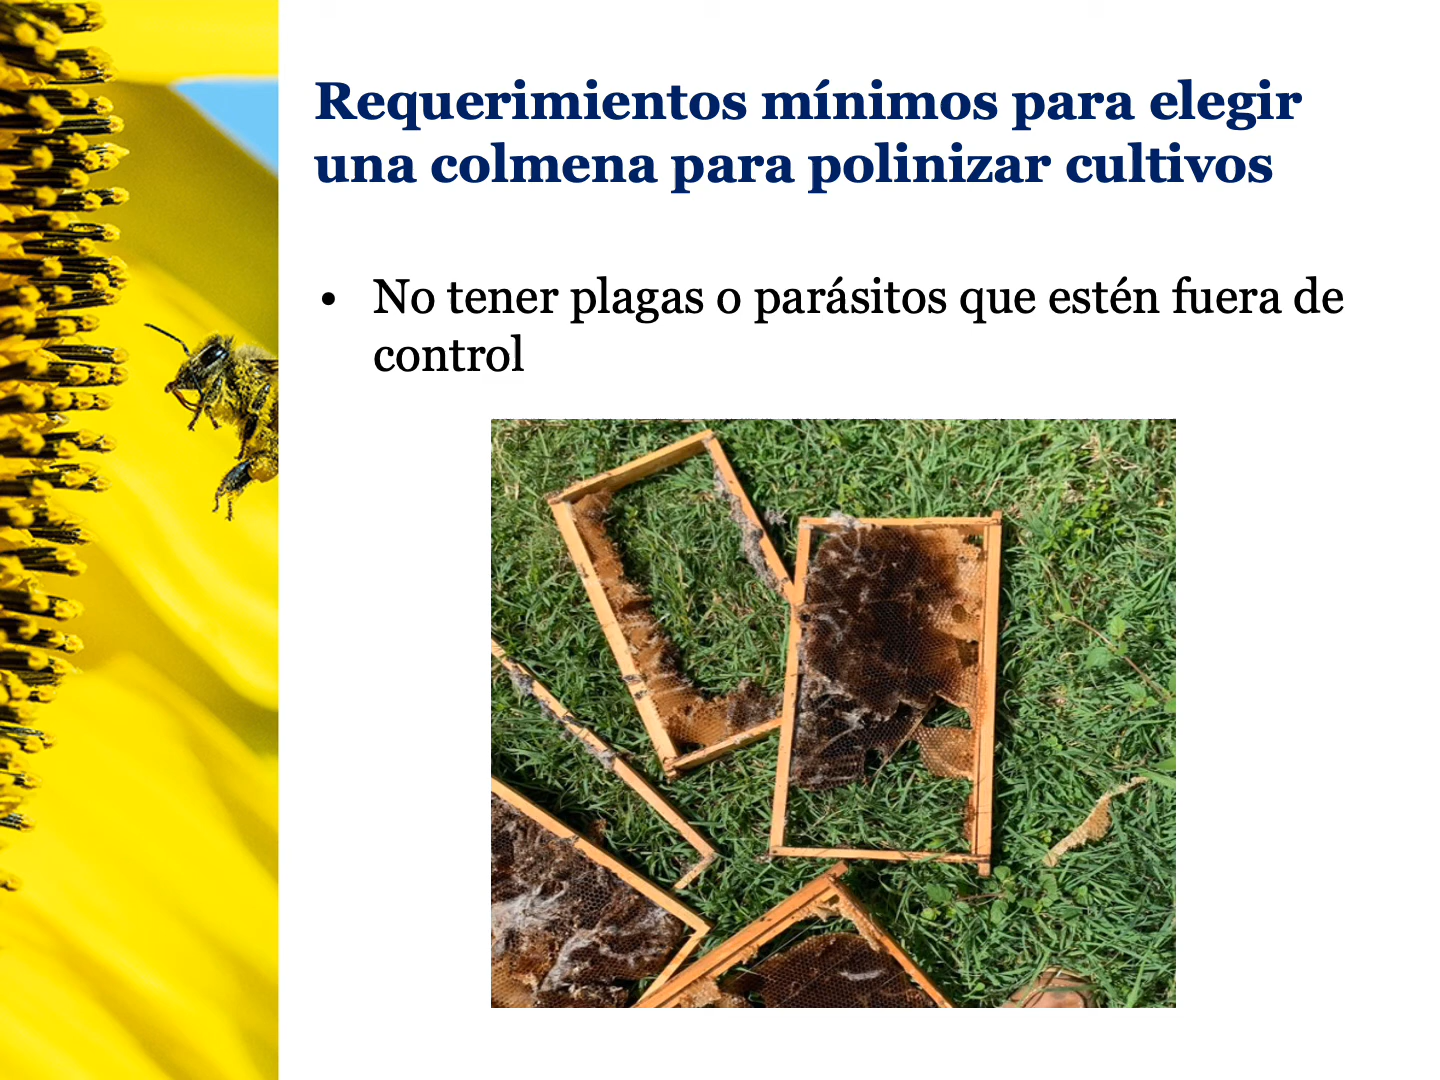 Requerimientos mínimos para elegir
una colmena para polinizar cultivos
• No tener plagas o parásitos que estén fuera de
control